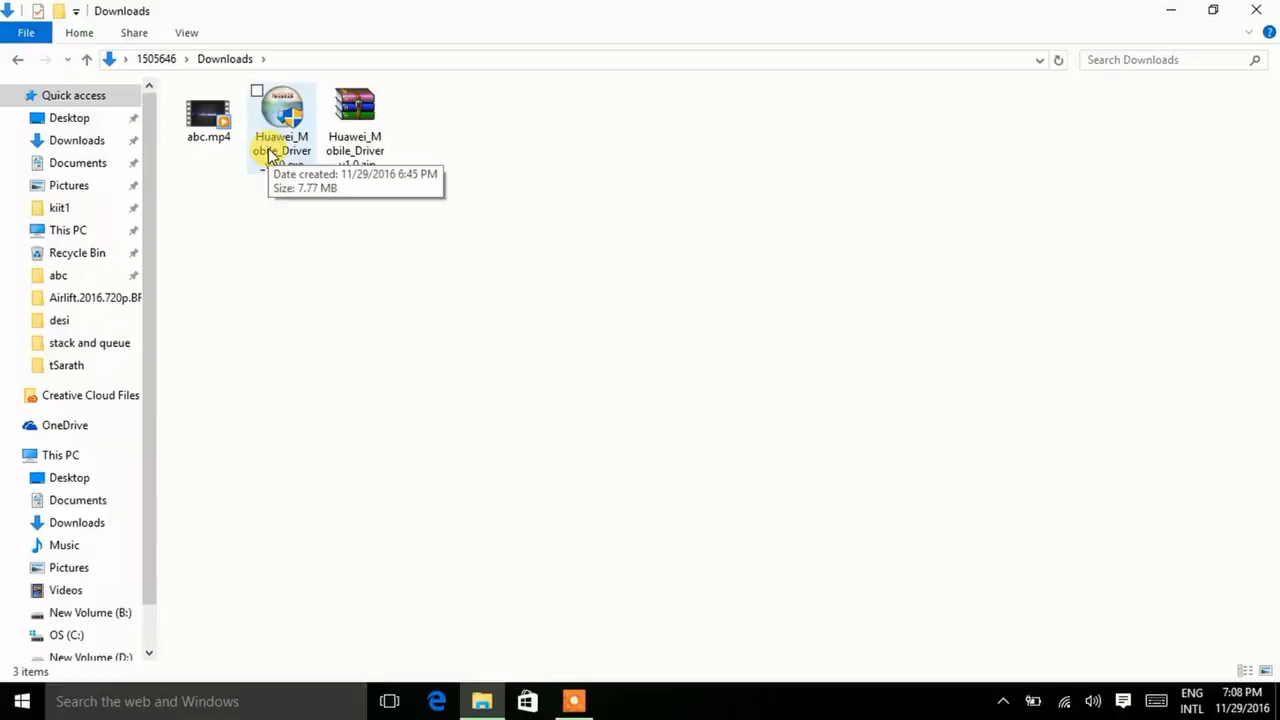 Downloads
File
Home
Share
View
1505646
Downloads
Search Downloads
Quick access
Desktop
Downloads
Documents
Pictures
kiit1
This PC
Recycle Bin
abc
Airlift.2016.720p.BF
desi
stack and queue
tSarath
Creative Cloud Files
OneDrive
This PC
Desktop
Documents
Downloads
Music
Pictures
Videos
New Volume (B:)
OS (C:)
New Volume (D:)
abc.mp4
Huawei_M
obile_Driver
Huawei_M
obile_Driver
Date created: 11/29/2016 6:45 PM
Size: 7.77 MB
3 items
Search the web and Windows
ENG
INTL
7:08 PM
11/29/2016